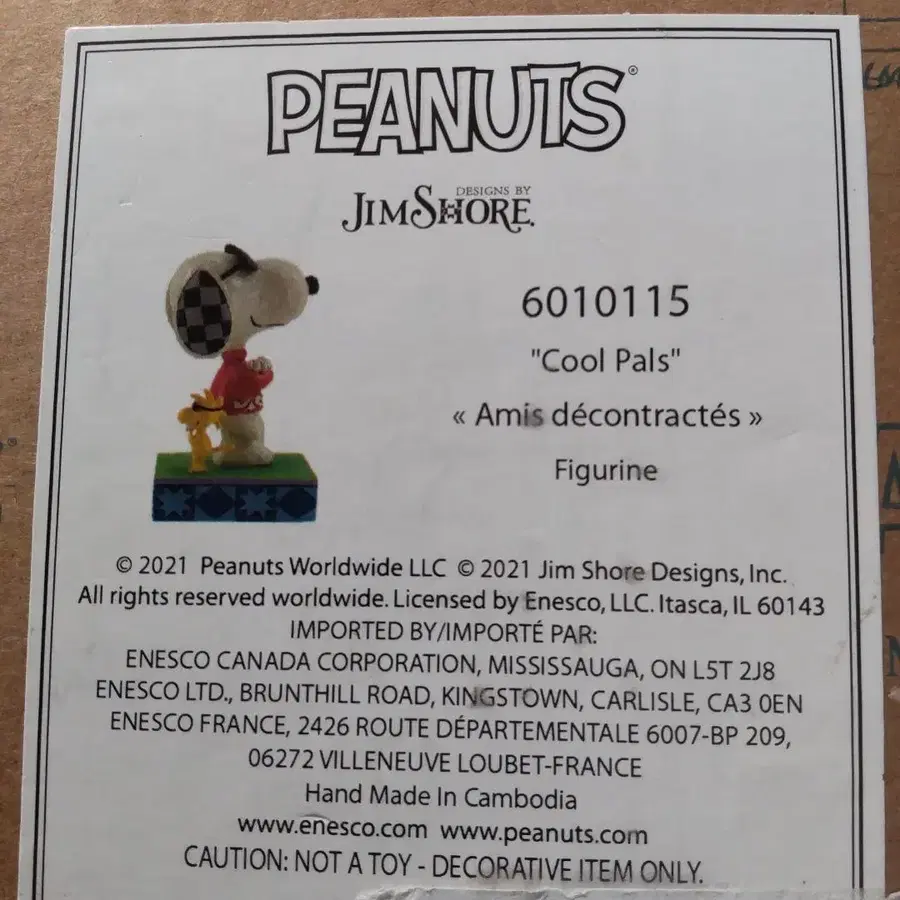 PEANUTS®
DESIGNS BY
JIM SHORE.
6010115
"Cool Pals"
« Amis décontractés »
Figurine
© 2021 Peanuts Worldwide LLC © 2021 Jim Shore Designs, Inc.
All rights reserved worldwide. Licensed by Enesco, LLC. Itasca, IL 60143
IMPORTED BY/IMPORTÉ PAR:
ENESCO CANADA CORPORATION, MISSISSAUGA, ON L5T 2J8
ENESCO LTD., BRUNTHILL ROAD, KINGSTOWN, CARLISLE, CA3 0EN
ENESCO FRANCE, 2426 ROUTE DÉPARTEMENTALE 6007-BP 209,
06272 VILLENEUVE LOUBET-FRANCE
Hand Made In Cambodia
www.enesco.com www.peanuts.com
CAUTION: NOT A TOY - DECORATIVE ITEM ONLY.